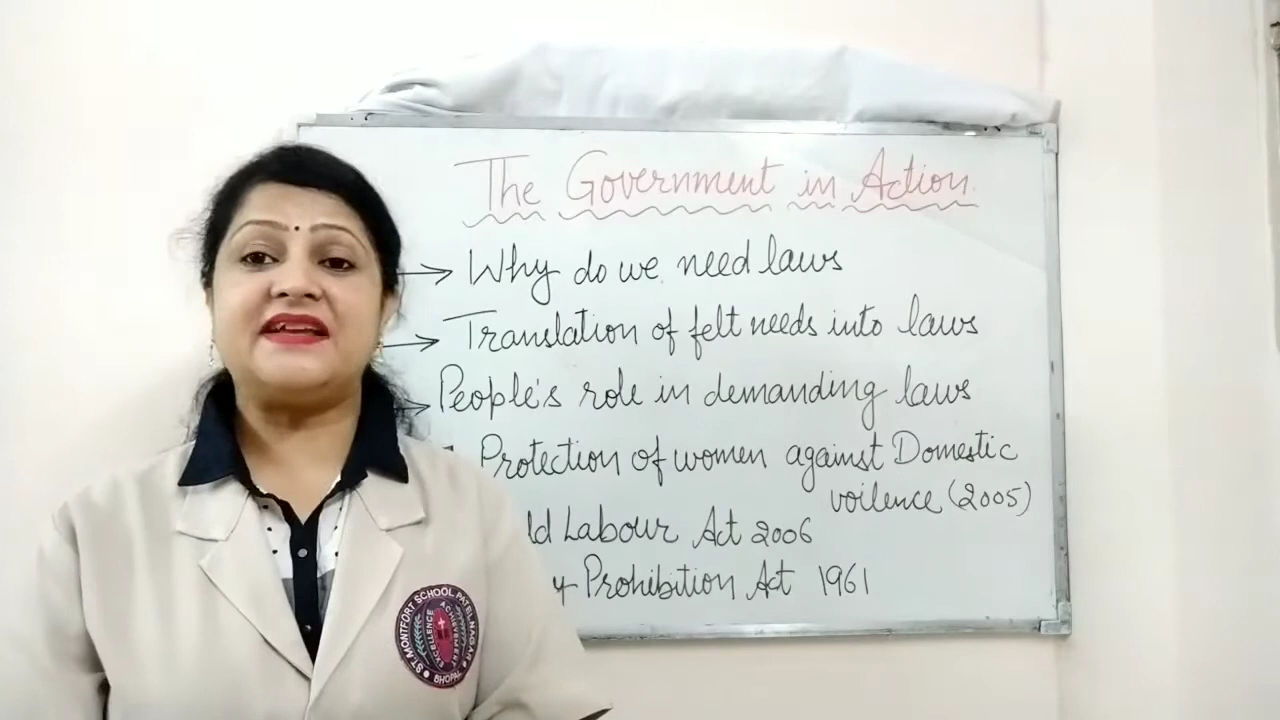 The Government in Action.
Why do we need laws
Translation of felt needs into laws
People's role in demanding laws
Protection of women against Domestic
voilence (2005)
ld Labour Act 2006
y Prohibition Act 1961
ST. MONTFORT SCHOOL PATEL NAGAR
BHOPAL
EXCELLENCE